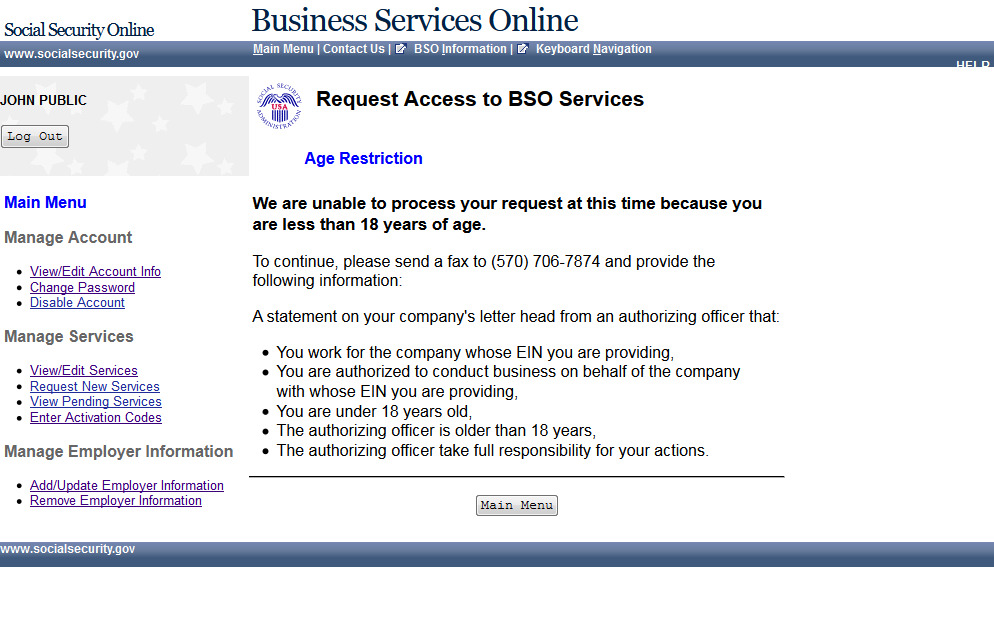 Social Security Online
Business Services Online
www.socialsecurity.gov
Main Menu | Contact Us | BSO Information | Keyboard Navigation
HELP
JOHN PUBLIC
Log Out
SOCIAL SECURITY
USA
ADMINISTRATION
Request Access to BSO Services
Age Restriction
Main Menu
Manage Account
View/Edit Account Info
Change Password
Disable Account
Manage Services
View/Edit Services
Request New Services
View Pending Services
Enter Activation Codes
Manage Employer Information
Add/Update Employer Information
Remove Employer Information
We are unable to process your request at this time because you
are less than 18 years of age.
To continue, please send a fax to (570) 706-7874 and provide the
following information:
A statement on your company's letter head from an authorizing officer that:
You work for the company whose EIN you are providing,
You are authorized to conduct business on behalf of the company
with whose EIN you are providing,
You are under 18 years old,
The authorizing officer is older than 18 years,
The authorizing officer take full responsibility for your actions.
Main Menu
www.socialsecurity.gov